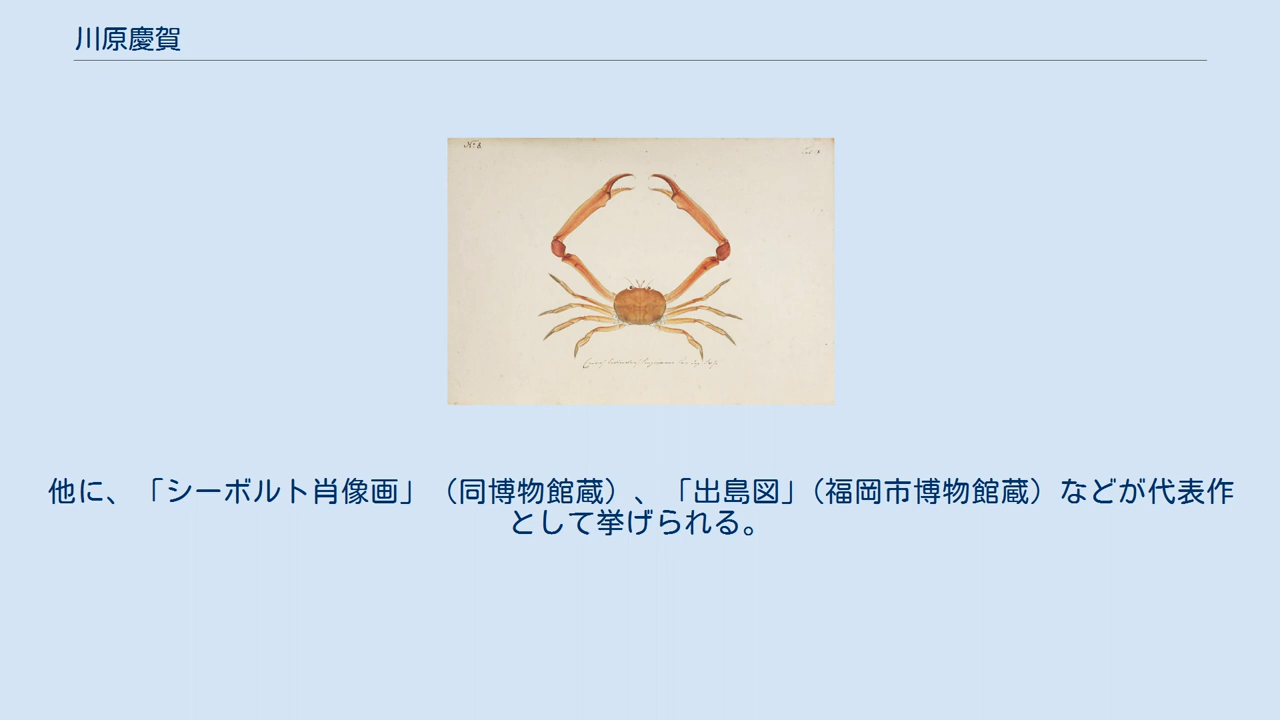 川原慶賀
No 8
他に、「シーボルト肖像画」（同博物館蔵）、「出島図」（福岡市博物館蔵）などが代表作
として挙げられる。